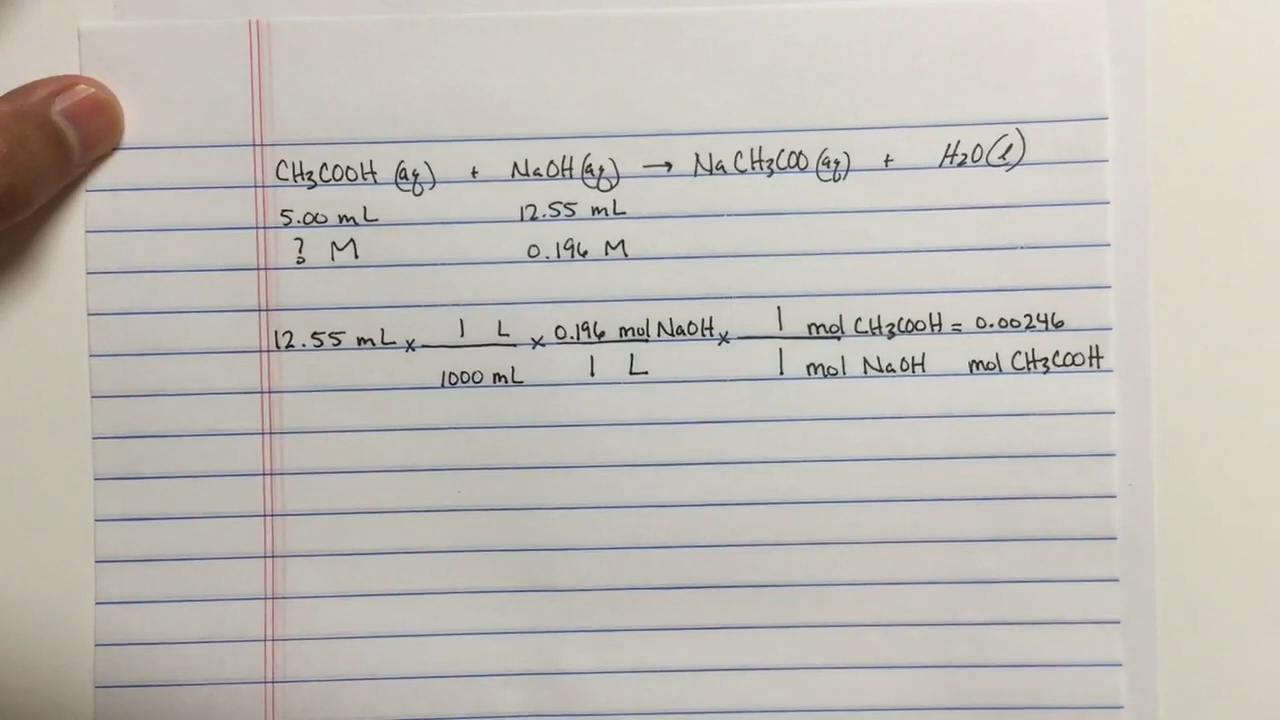 CH3COOH (aq) + NaOH (aq) → NaCH3COO (aq) + H2O (l)
5.00 mL 12.55 mL
? M 0.196 M
12.55 mL x 1 L x 0.196 mol NaOH x 1 mol CH3COOH = 0.00246
1000 mL 1 L 1 mol NaOH mol CH3COOH